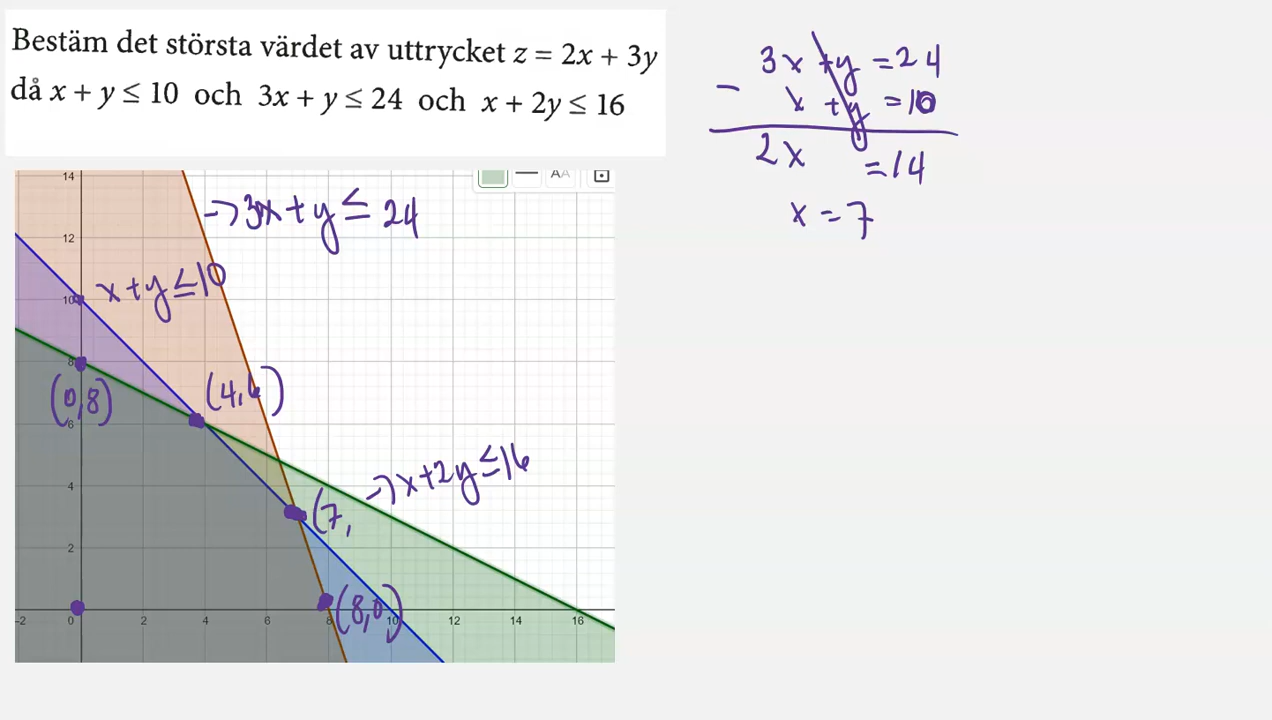 Bestäm det största värdet av uttrycket z = 2x + 3y
då x + y ≤ 10 och 3x + y ≤ 24 och x + 2y ≤ 16
3x + y = 24
- x + y = 10
2x = 14
x = 7
AA
→ 3x + y ≤ 24
x + y ≤ 10
(0,8)
(4,6)
→ x + 2y ≤ 16
(7,
(8,0)
14
12
10
8
6
4
2
-2 0 2 4 6 8 10 12 14 16